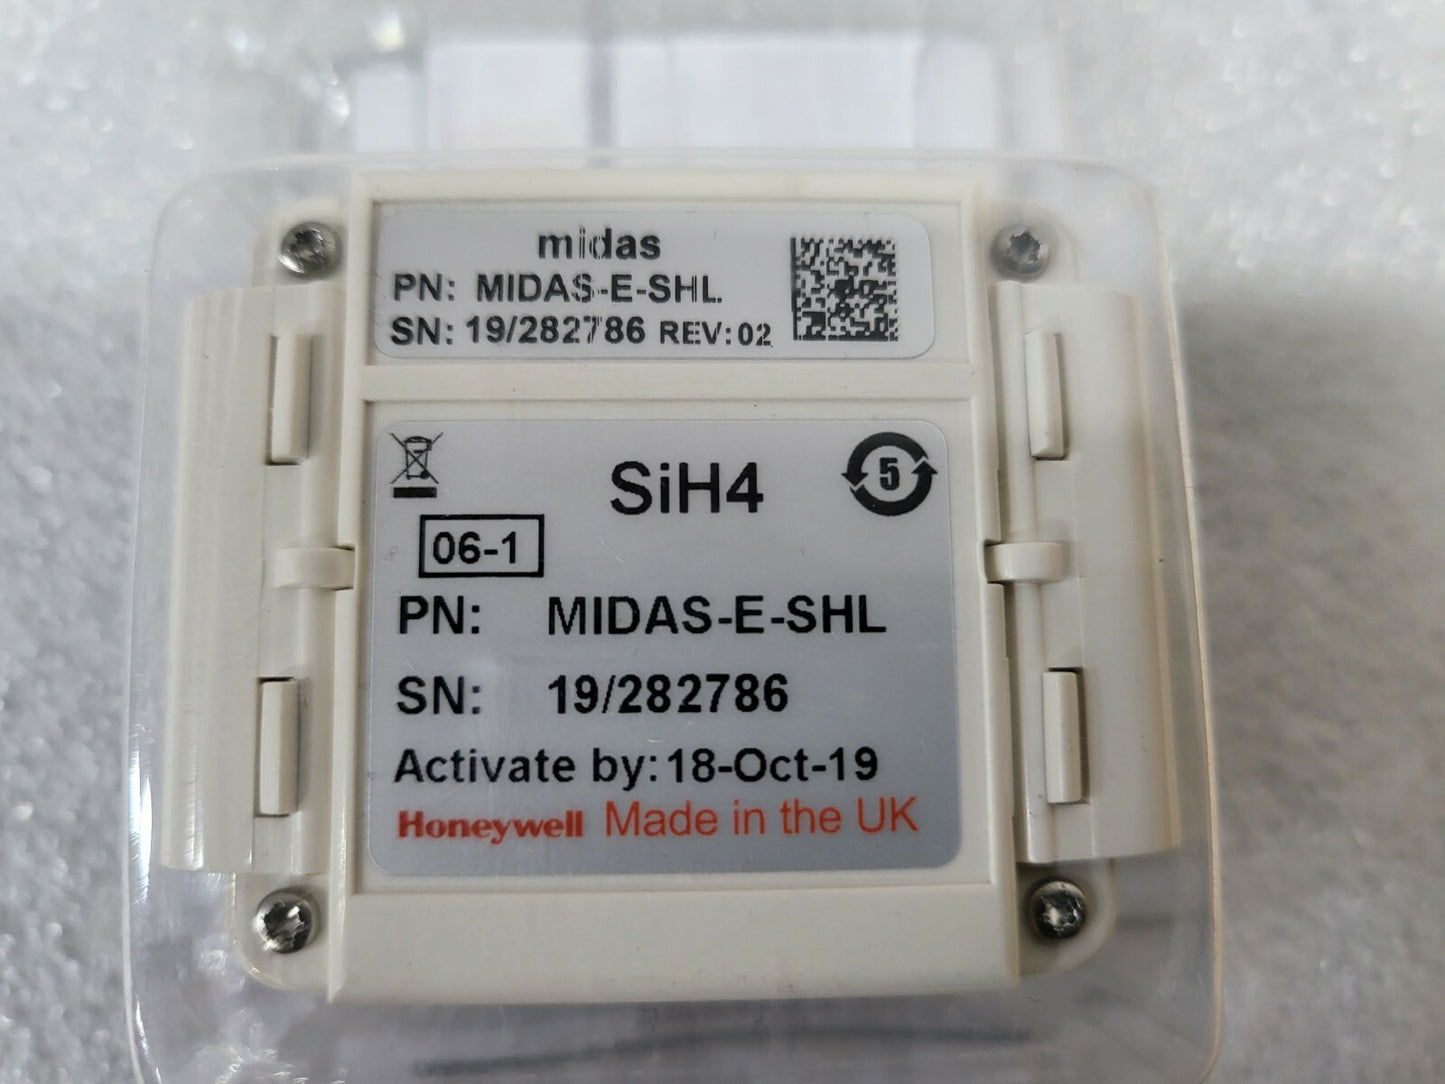 midas
PN: MIDAS-E-SHL
SN: 19/282786 REV:02
SiH4
5
06-1
PN: MIDAS-E-SHL
SN: 19/282786
Activate by: 18-Oct-19
Honeywell Made in the UK